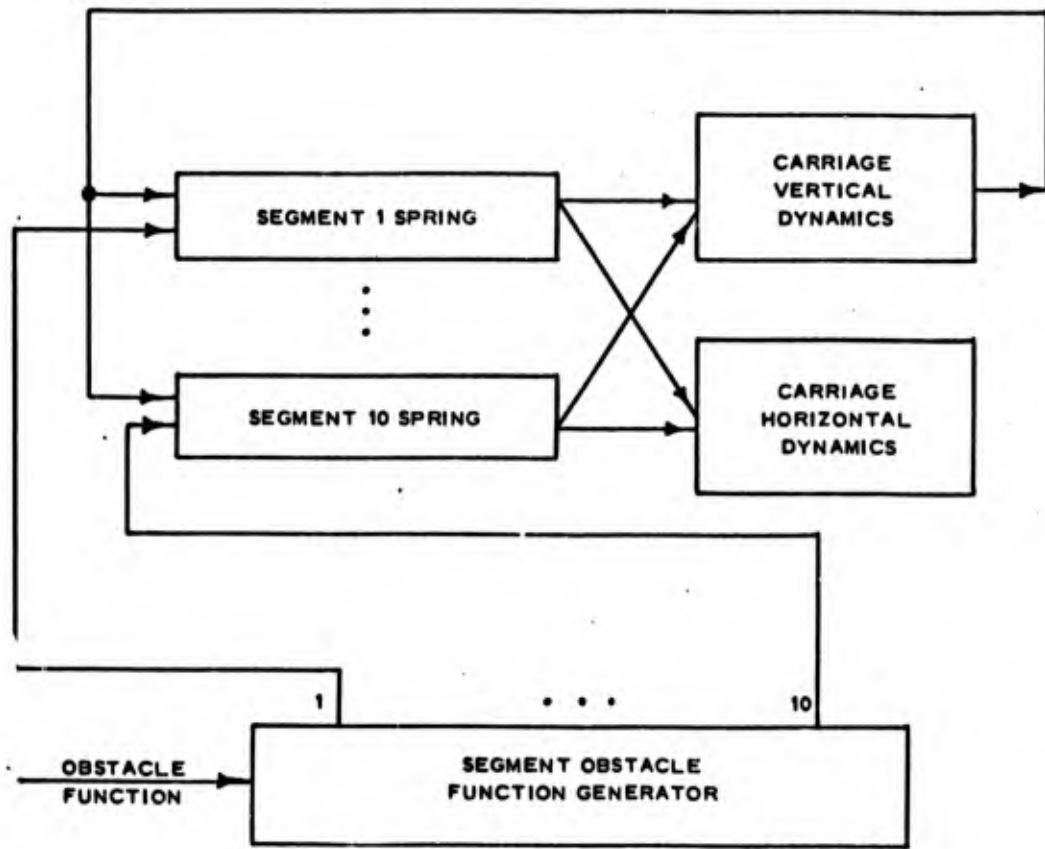 CARRIAGE
VERTICAL
DYNAMICS
SEGMENT 1 SPRING
SEGMENT 10 SPRING
CARRIAGE
HORIZONTAL
DYNAMICS
1
10
OBSTACLE
FUNCTION
SEGMENT OBSTACLE
FUNCTION GENERATOR